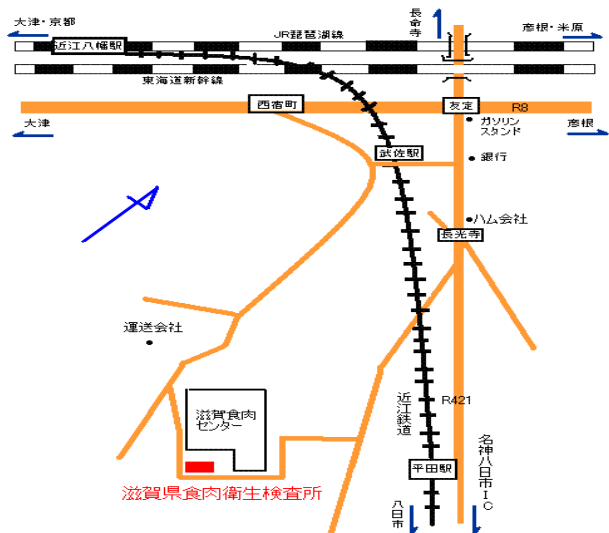 大津・京都
長命寺
彦根・米原
JR琵琶湖線
近江八幡駅
東海道新幹線
西宿町
友定
R8
大津
ガソリン
スタンド
彦根
武佐駅
銀行
ハム会社
長光寺
運送会社
滋賀食肉
センター
近江鉄道
R421
平田駅
名神八日市IC
滋賀県食肉衛生検査所
八日市